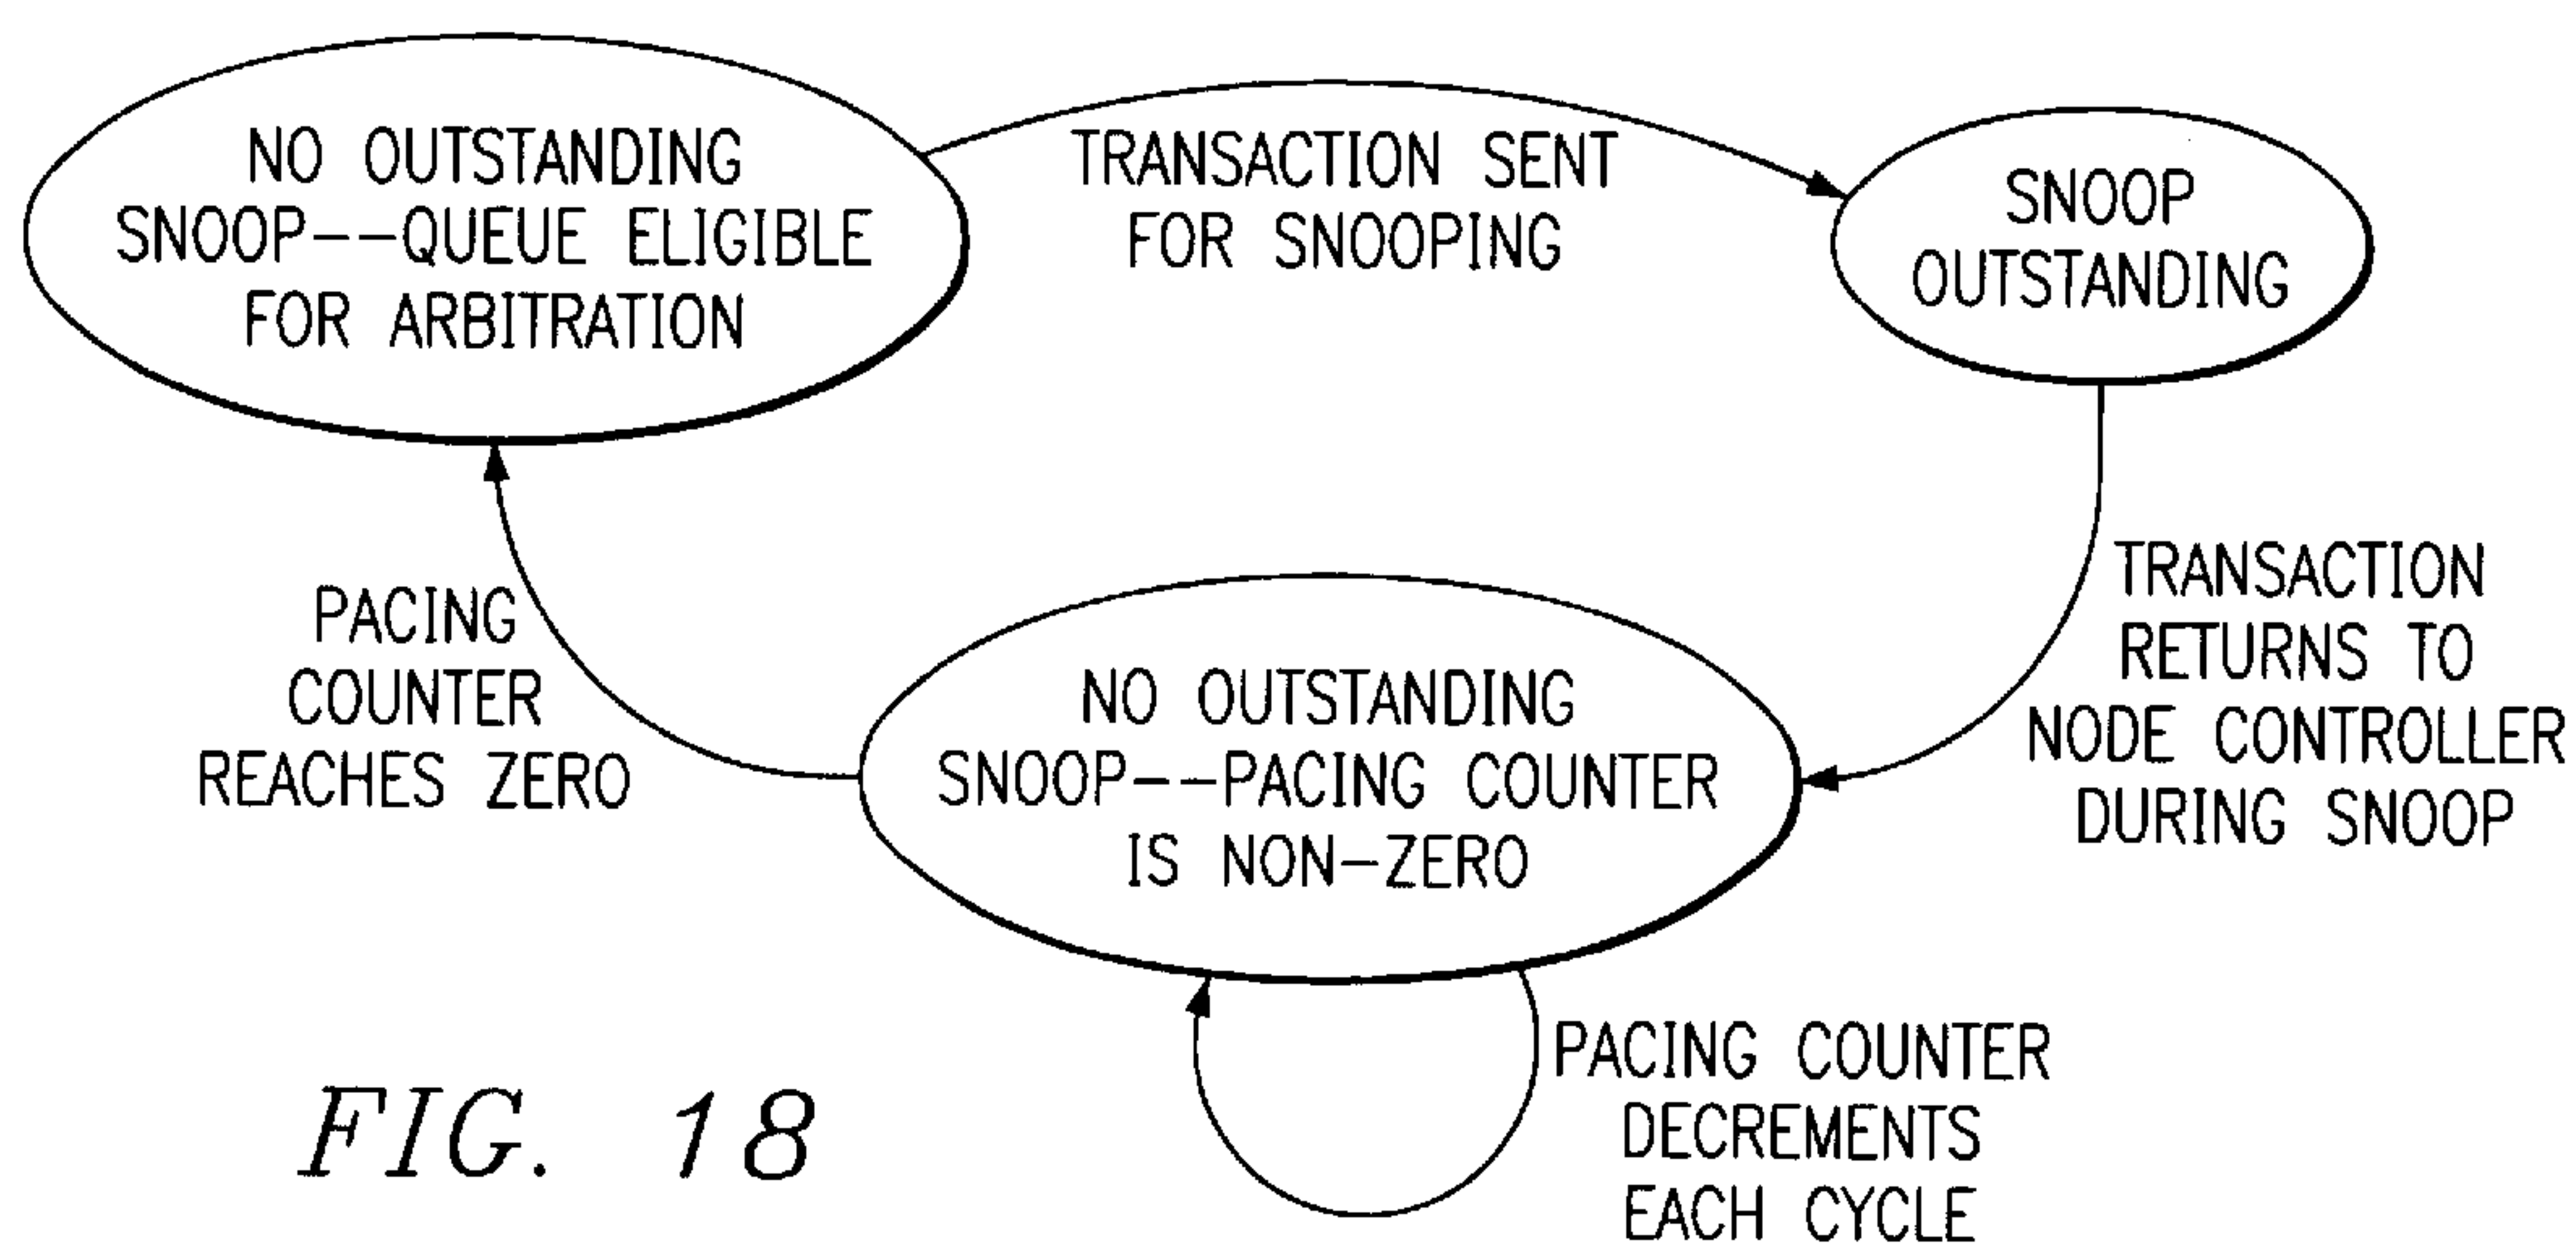 NO OUTSTANDING
SNOOP--QUEUE ELIGIBLE
FOR ARBITRATION
TRANSACTION SENT
FOR SNOOPING
SNOOP
OUTSTANDING
TRANSACTION
RETURNS TO
NODE CONTROLLER
DURING SNOOP
PACING
COUNTER
REACHES ZERO
NO OUTSTANDING
SNOOP--PACING COUNTER
IS NON-ZERO
PACING COUNTER
DECREMENTS
EACH CYCLE
FIG. 18